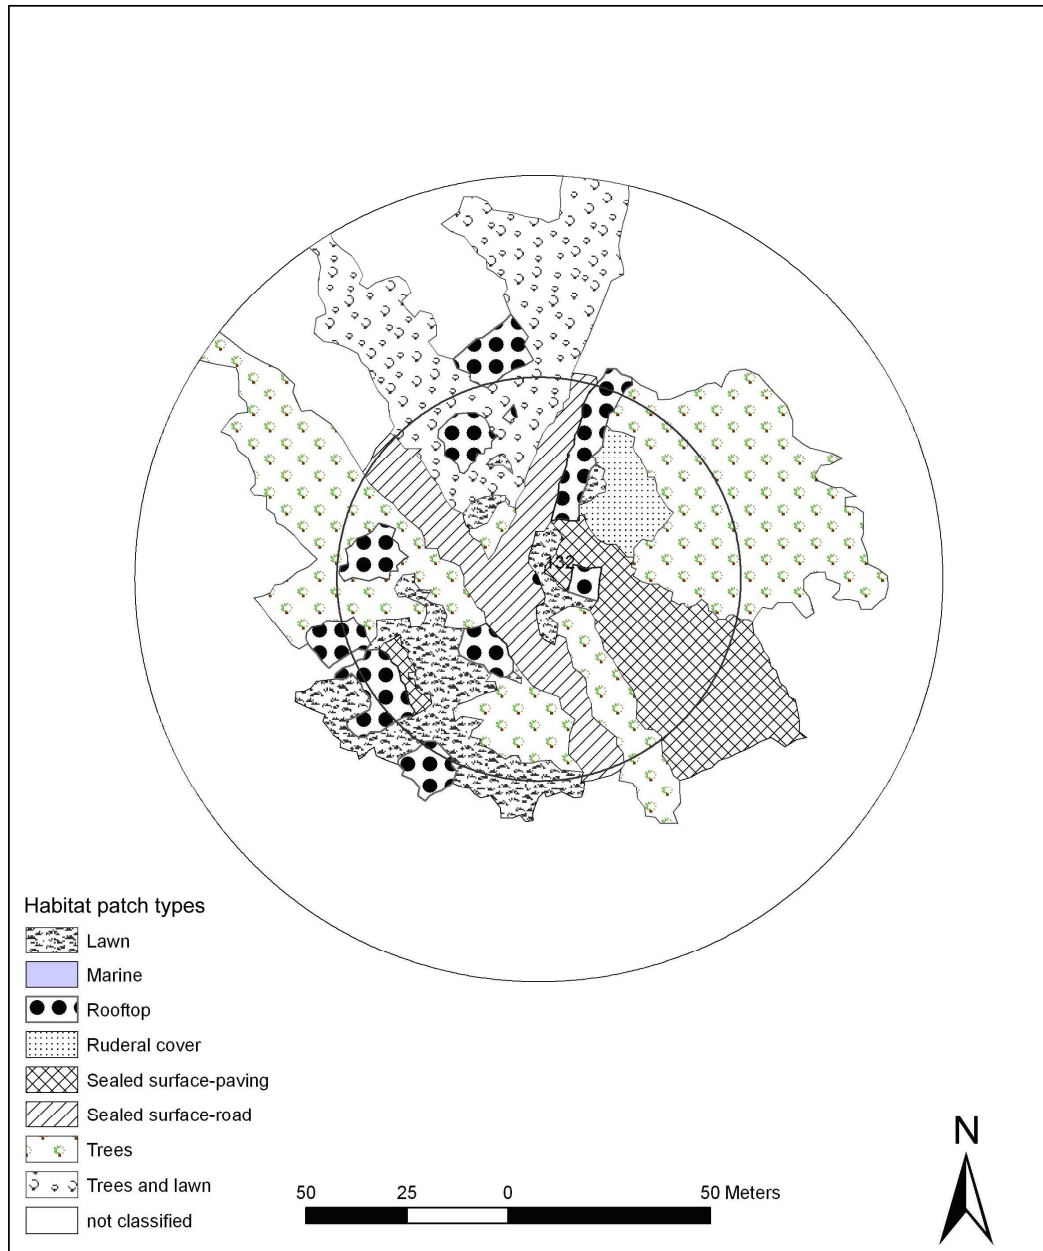 132
Habitat patch types
Lawn
Marine
Rooftop
Ruderal cover
Sealed surface-paving
Sealed surface-road
Trees
Trees and lawn
not classified
50 25 0 50 Meters
N